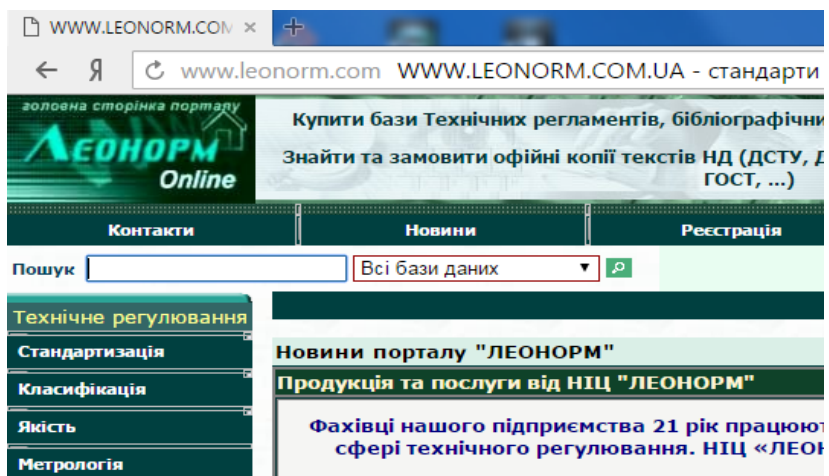 WWW.LEONORM.COM
Я www.leonorm.com WWW.LEONORM.COM.UA - стандарти
головна сторінка порталу
ЛЕОНОРМ
Online
Купити бази Технічних регламентів, бібліографічни
Знайти та замовити офійні копії текстів НД (ДСТУ, Д
ГОСТ, ...)
Контакти Новини Реєстрація
Пошук Всі бази даних
Технічне регулювання
Стандартизація
Новини порталу "ЛЕОНОРМ"
Класифікація
Продукція та послуги від НІЦ "ЛЕОНОРМ"
Якість
Фахівці нашого підприємства 21 рік працюют
сфері технічного регулювання. НІЦ «ЛЕОН
Метрологія